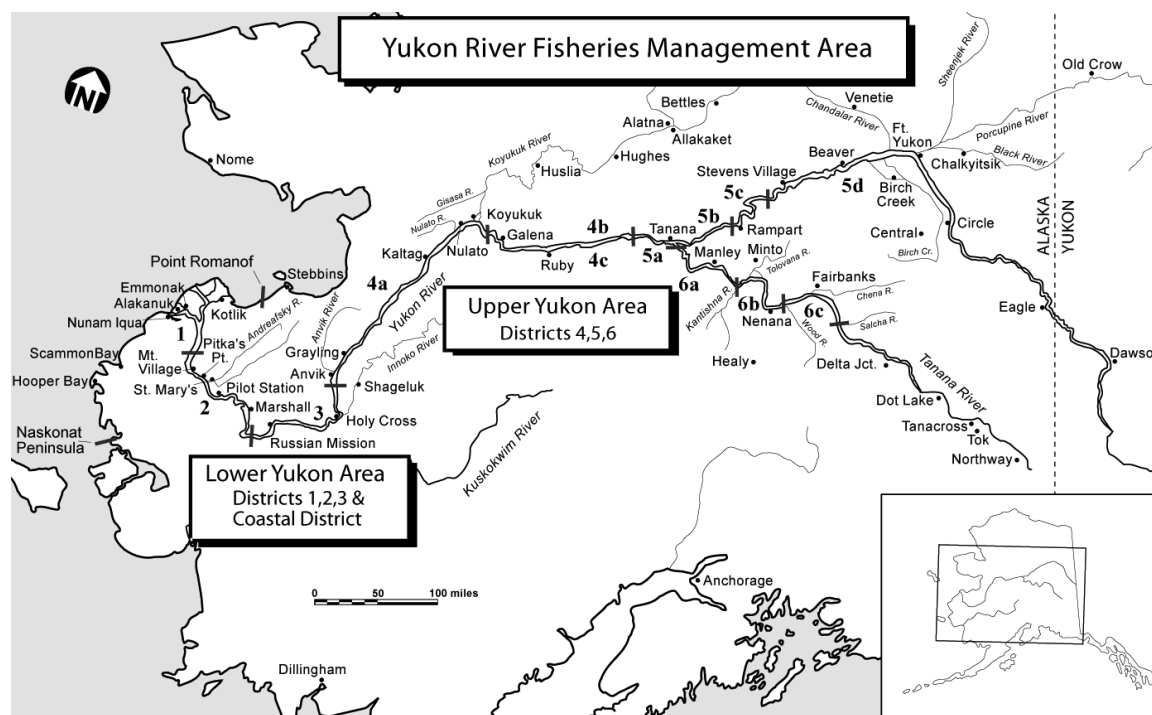 Yukon River Fisheries Management Area
N
Nome
Bettles
Alatna
Allakaket
Hughes
Koyukuk River
Huslia
Venetie
Chandalar River
Sheenjek River
Old Crow
Porcupine River
Ft.
Yukon
Chalkyitsik
Black River
Beaver
Stevens Village
5d
5c
Birch
Creek
Gisasa R.
Nulato R.
Koyukuk
Galena
Nulato
Kaltag
4b
Ruby
4c
Tanana
5b
Rampart
5a
Manley
Minto
Tolovana R.
Central
Birch Cr.
Circle
ALASKA
YUKON
Point Romanof
Stebbins
Emmonak
Alakanuk
Nunam Iqua
Kotlik
Andreafsky R.
Anvik River
4a
Yukon River
Innoko River
6a
Kantishna R.
6b
Nenana
Fairbanks
Chena R.
6c
Wood R.
Salcha R.
Eagle
Upper Yukon Area
Districts 4,5,6
1
Pitka's
Pt.
Mt.
Village
St. Mary's
Scammon Bay
Hooper Bay
Pilot Station
2
Marshall
Grayling
Anvik
Shageluk
3
Holy Cross
Russian Mission
Healy
Delta Jct.
Tanana River
Dot Lake
Tanacross
Tok
Northway
Dawso
Naskonat
Peninsula
Kuskokwim River
Lower Yukon Area
Districts 1,2,3 &
Coastal District
0 50 100 miles
Anchorage
Dillingham